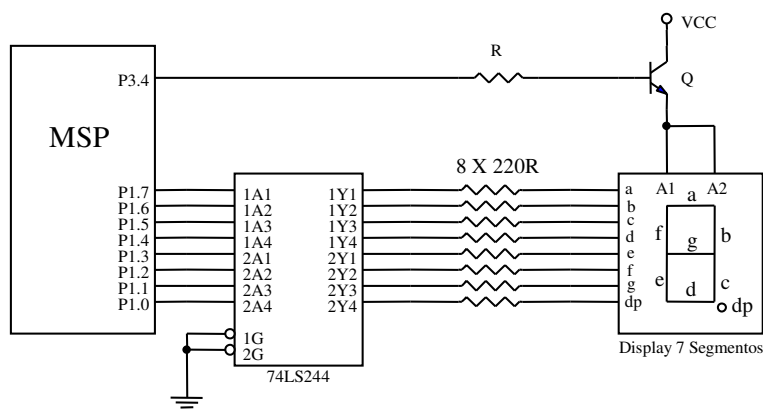 VCC
R
P3.4
Q
MSP
8 X 220R
P1.7 1A1 1Y1 a A1 A2
P1.6 1A2 1Y2 b a
P1.5 1A3 1Y3 c
P1.4 1A4 1Y4 d f g b
P1.3 2A1 2Y1 e
P1.2 2A2 2Y2 f
P1.1 2A3 2Y3 g e d c
P1.0 2A4 2Y4 dp dp
1G
2G
Display 7 Segmentos
74LS244